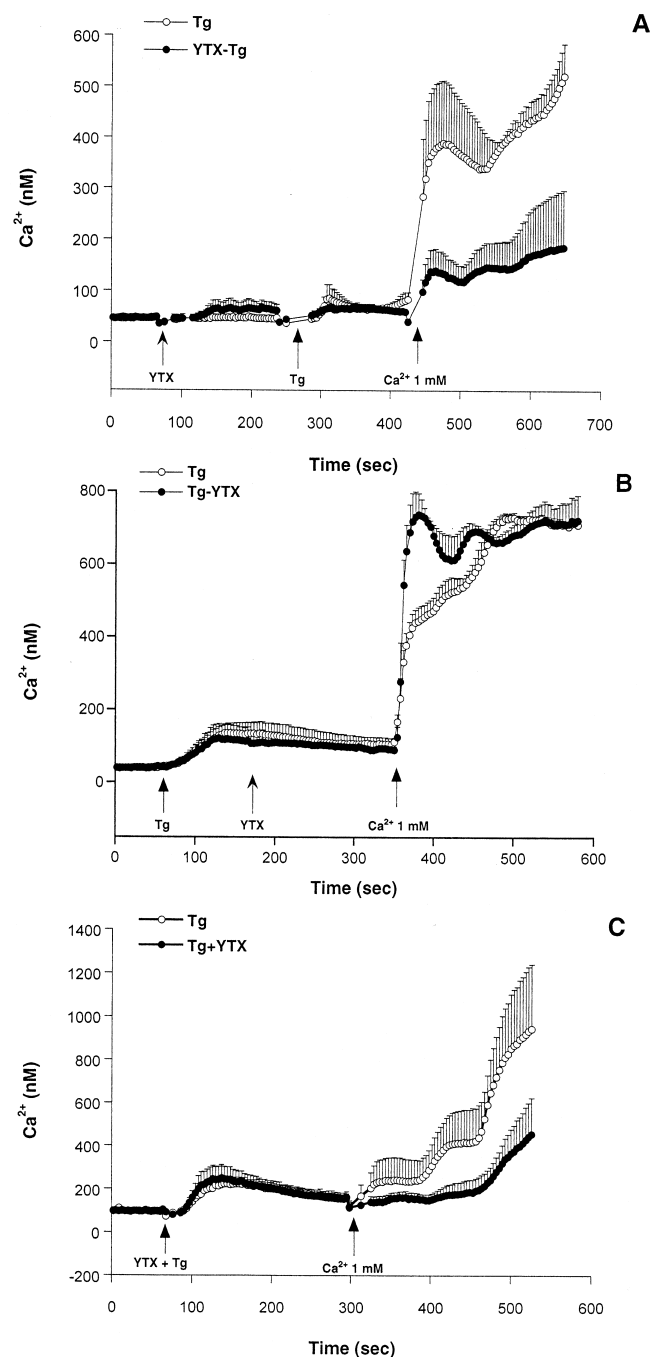 A
Tg
YTX-Tg
600
500
400
300
200
100
0
Ca2+ (nM)
YTX
Tg
Ca2+ 1 mM
0 100 200 300 400 500 600 700
Time (sec)
B
Tg
Tg-YTX
800
600
400
200
0
Ca2+ (nM)
Tg
YTX
Ca2+ 1 mM
0 100 200 300 400 500 600
Time (sec)
C
Tg
Tg+YTX
1400
1200
1000
800
600
400
200
0
-200
Ca2+ (nM)
YTX + Tg
Ca2+ 1 mM
0 100 200 300 400 500 600
Time (sec)